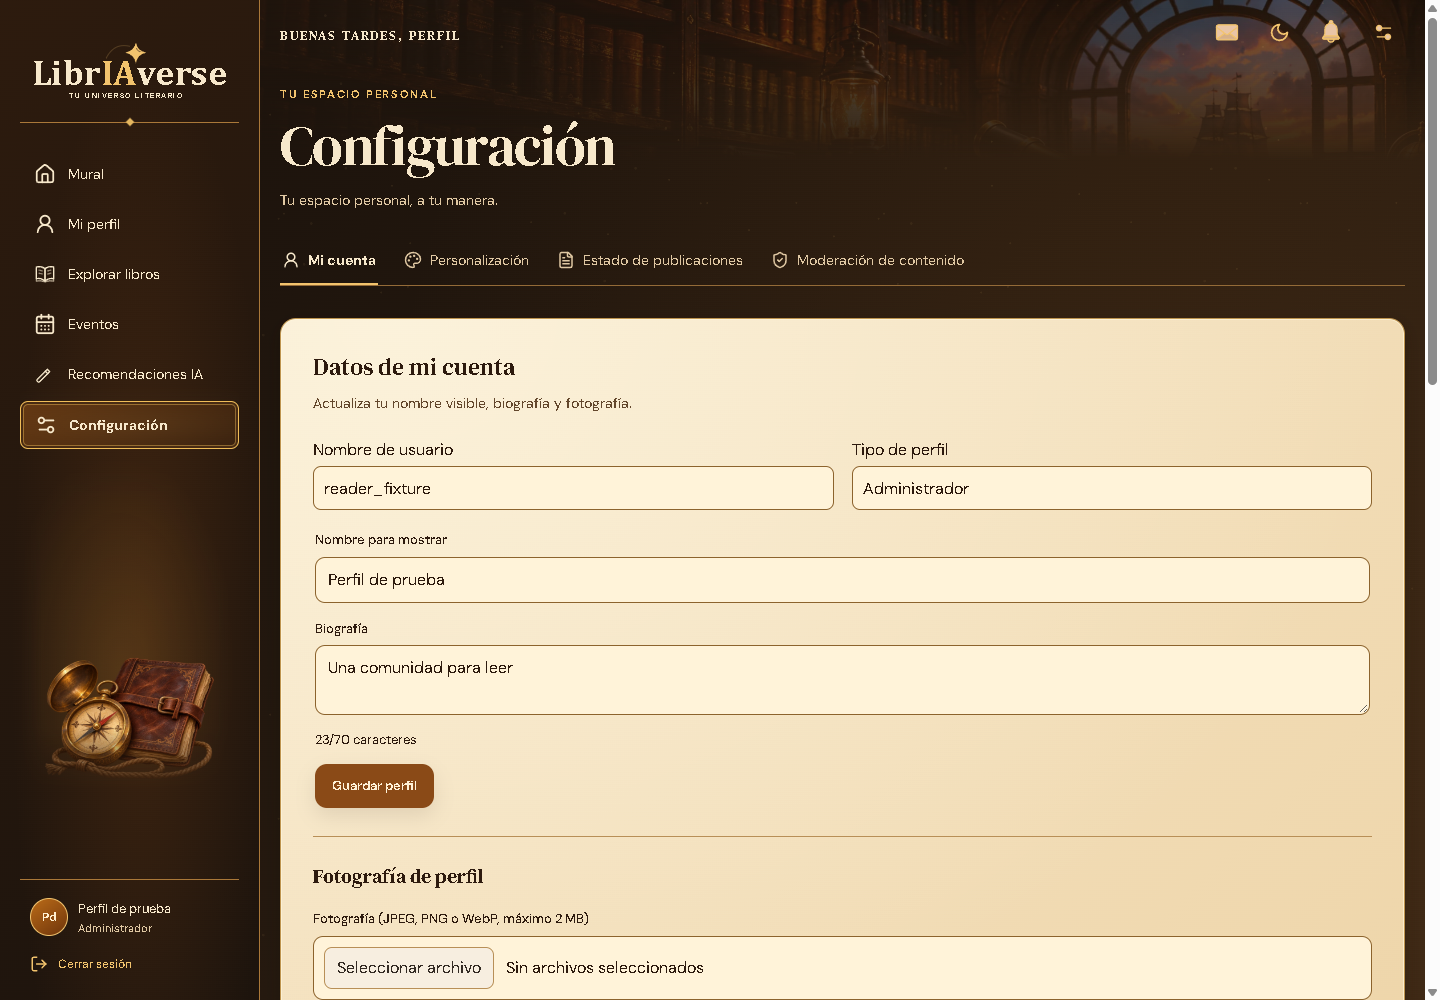 LibrIAverse
TU UNIVERSO LITERARIO
Mural
Mi perfil
Explorar libros
Eventos
Recomendaciones IA
Configuración
Pd
Perfil de prueba
Administrador
Cerrar sesión
BUENAS TARDES, PERFIL
TU ESPACIO PERSONAL
Configuración
Tu espacio personal, a tu manera.
Mi cuenta
Personalización
Estado de publicaciones
Moderación de contenido
Datos de mi cuenta
Actualiza tu nombre visible, biografía y fotografía.
Nombre de usuario
reader_fixture
Tipo de perfil
Administrador
Nombre para mostrar
Perfil de prueba
Biografía
Una comunidad para leer
23/70 caracteres
Guardar perfil
Fotografía de perfil
Fotografía (JPEG, PNG o WebP, máximo 2 MB)
Seleccionar archivo
Sin archivos seleccionados